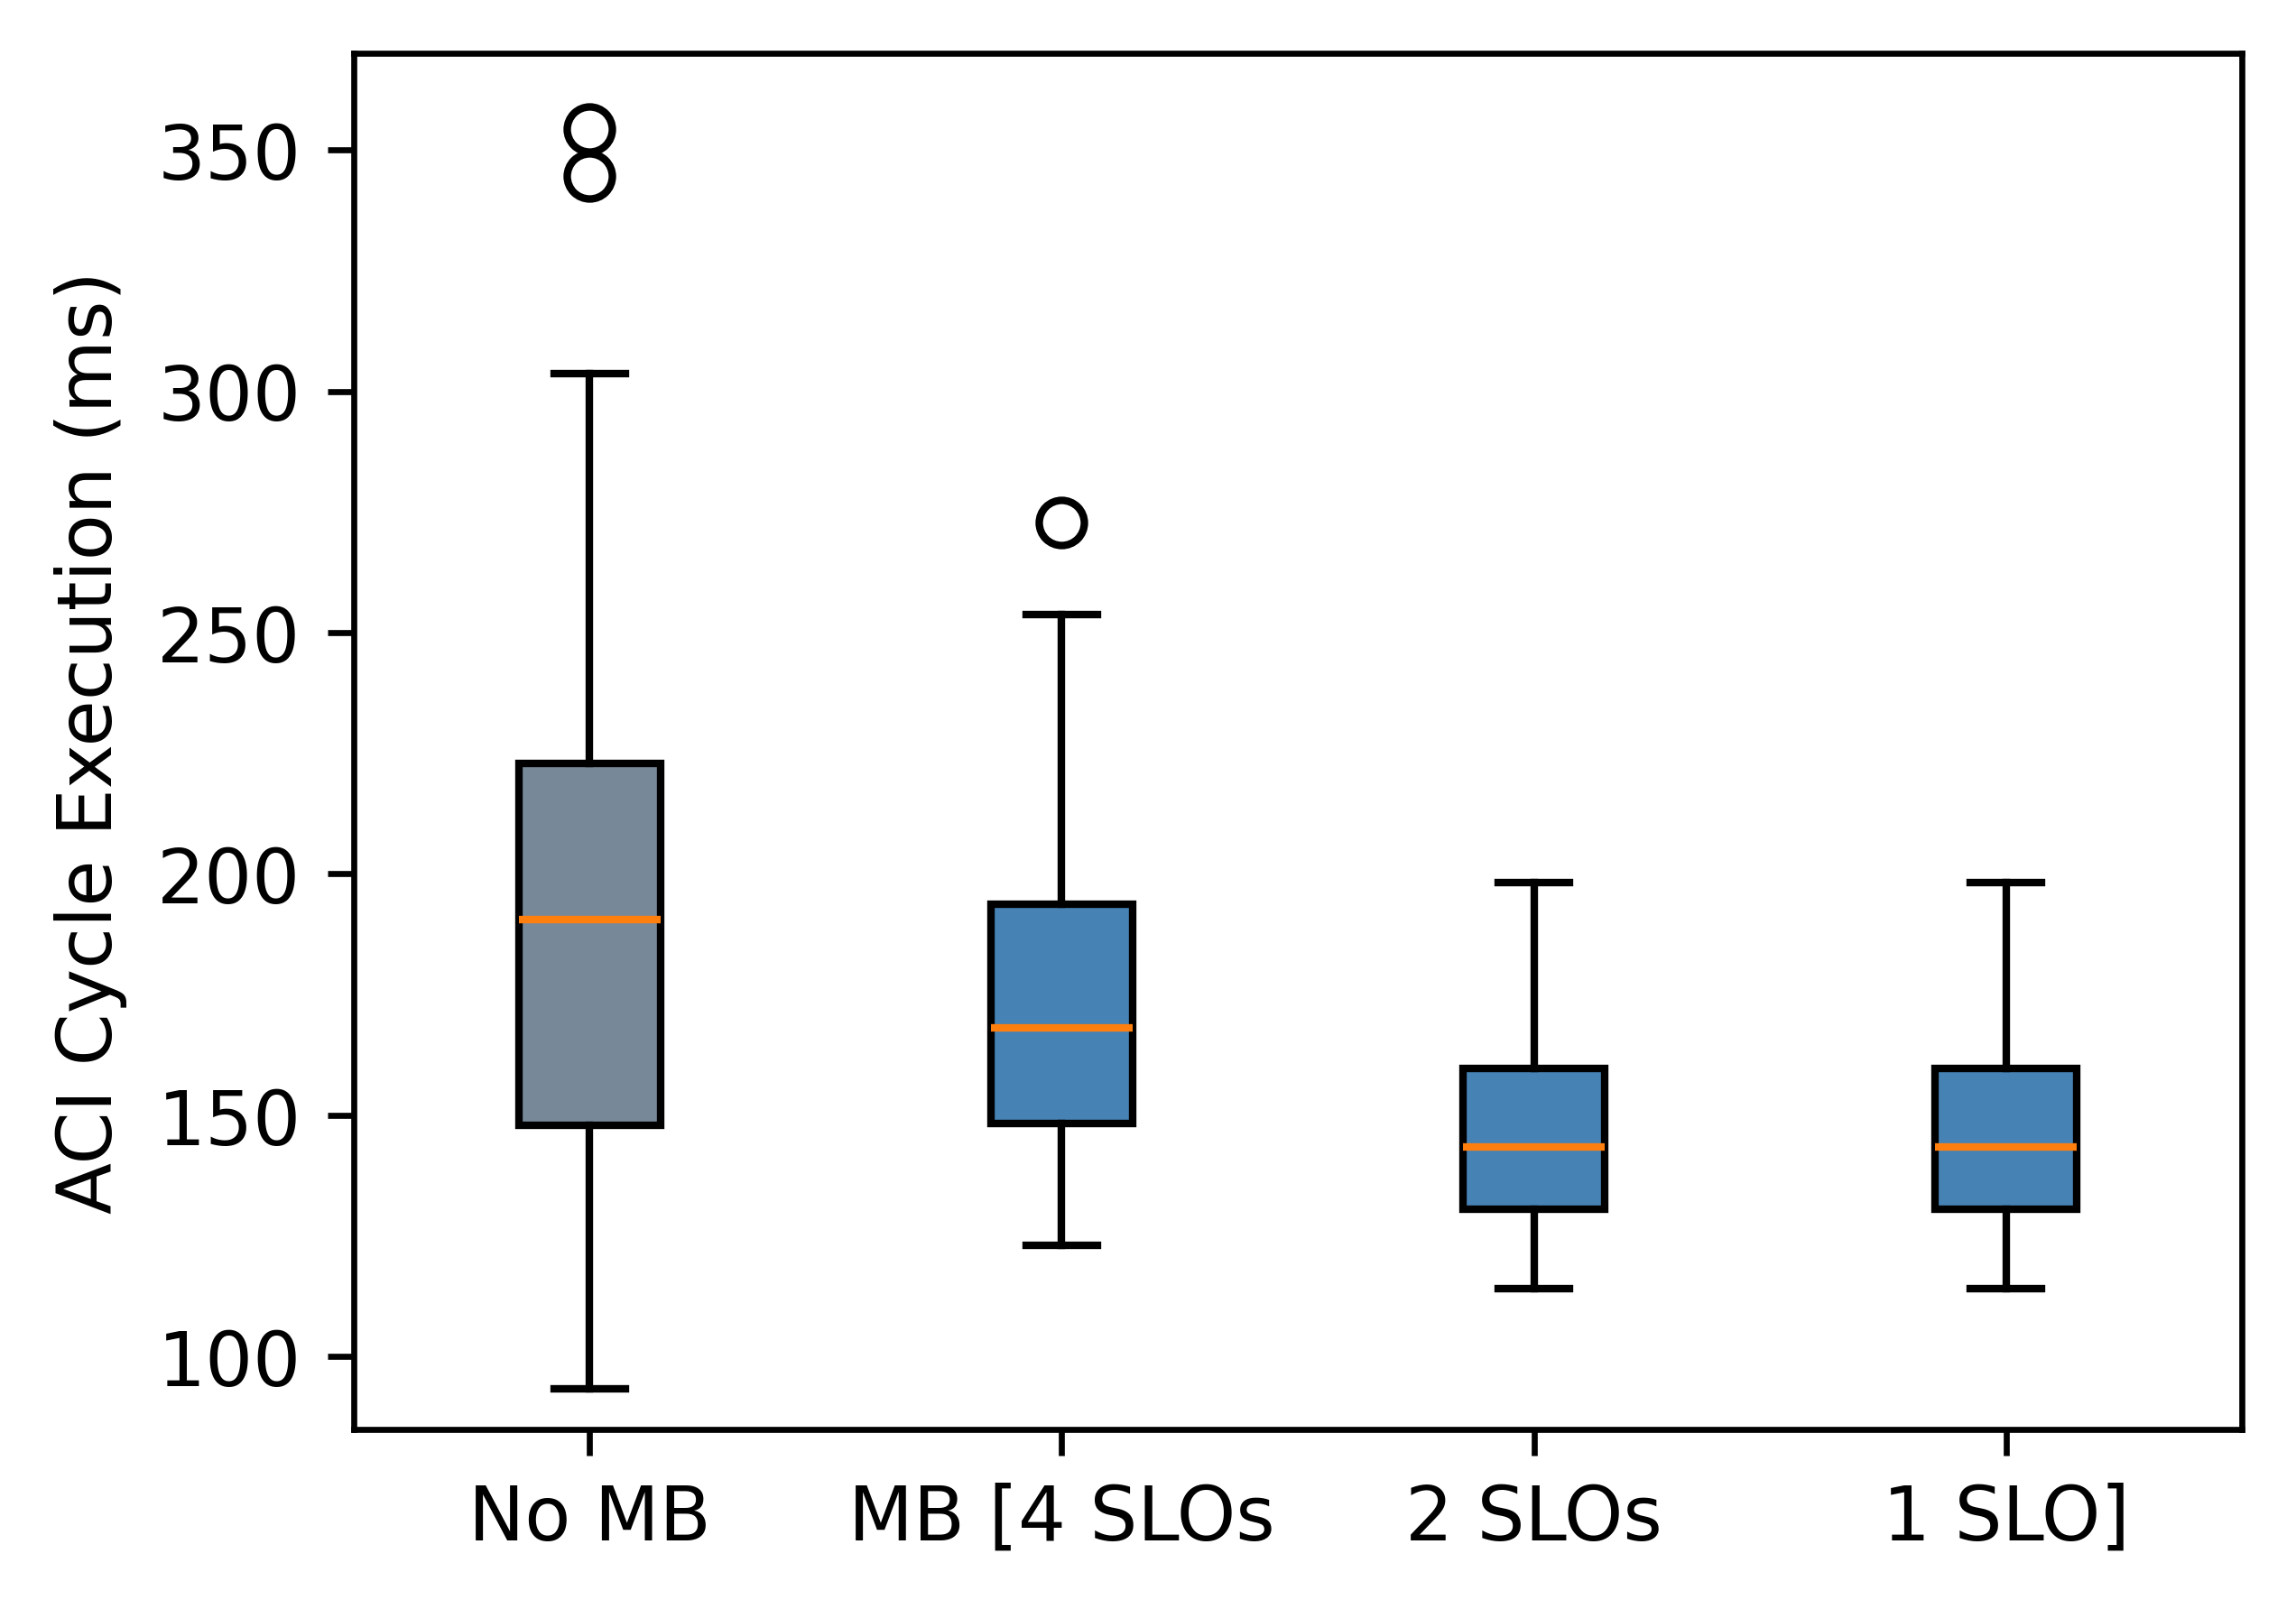 ACI Cycle Execution (ms)
350
300
250
200
150
100
No MB
MB [4 SLOs
2 SLOs
1 SLO]